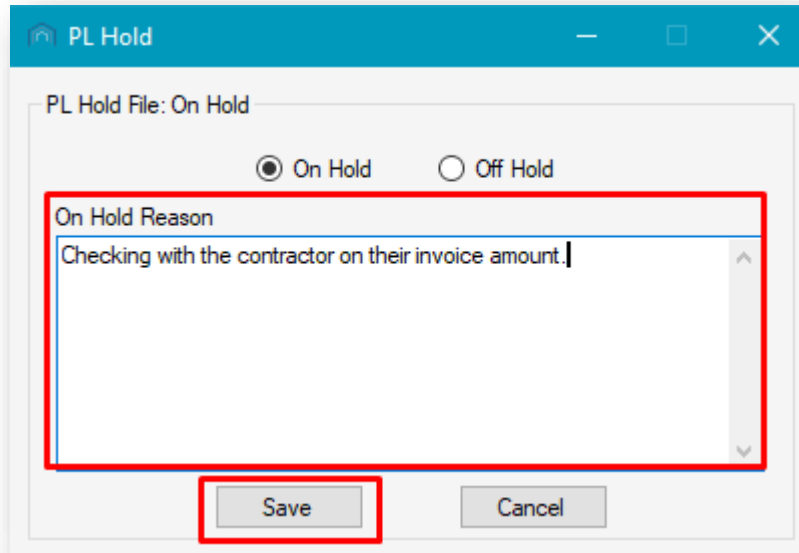 PL Hold
PL Hold File: On Hold
On Hold Off Hold
On Hold Reason
Checking with the contractor on their invoice amount.
Save Cancel